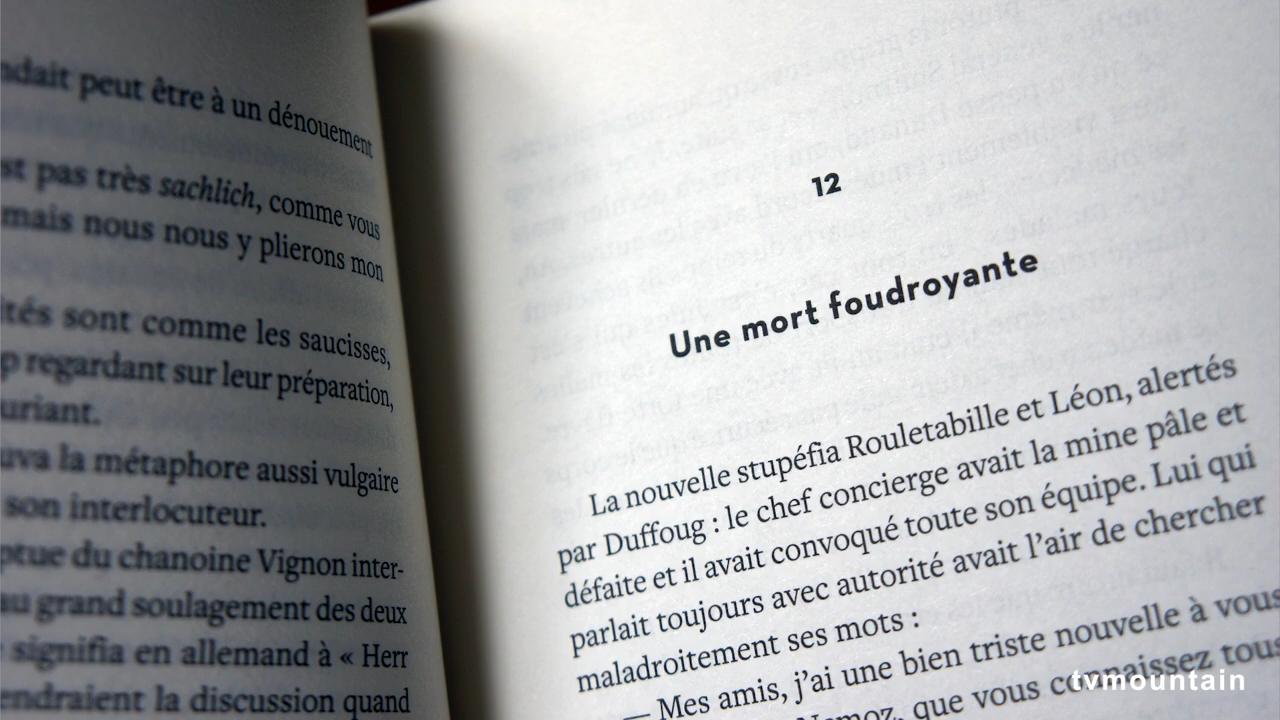 ndait peut être à un dénouement
st pas très sachlich, comme vous
mais nous nous y plierons mon
ités sont comme les saucisses,
p regardant sur leur préparation,
uriant.
uva la métaphore aussi vulgaire
son interlocuteur.
ptue du chanoine Vignon inter-
au grand soulagement des deux
signifia en allemand à « Herr
endraient la discussion quand
12
Une mort foudroyante
La nouvelle stupéfia Rouletabille et Léon, alertés
par Duffoug : le chef concierge avait la mine pâle et
défaite et il avait convoqué toute son équipe. Lui qui
parlait toujours avec autorité avait l'air de chercher
maladroitement ses mots :
— Mes amis, j'ai une bien triste nouvelle à vous
que vous connaissez tous
tvmountain